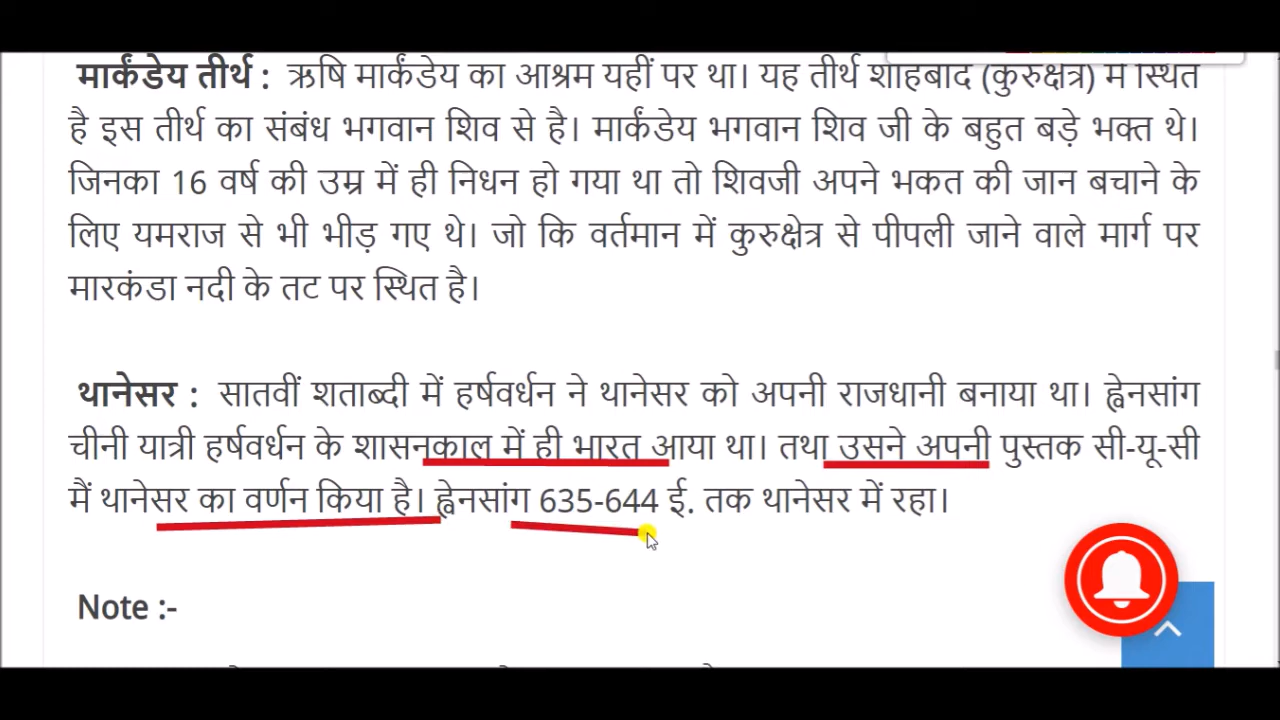 मार्कंडेय तीर्थ : ऋषि मार्कंडेय का आश्रम यहीं पर था। यह तीर्थ शाहबाद (कुरुक्षेत्र) में स्थित
है इस तीर्थ का संबंध भगवान शिव से है। मार्कंडेय भगवान शिव जी के बहुत बड़े भक्त थे।
जिनका 16 वर्ष की उम्र में ही निधन हो गया था तो शिवजी अपने भकत की जान बचाने के
लिए यमराज से भी भीड़ गए थे। जो कि वर्तमान में कुरुक्षेत्र से पीपली जाने वाले मार्ग पर
मारकंडा नदी के तट पर स्थित है।
थानेसर : सातवीं शताब्दी में हर्षवर्धन ने थानेसर को अपनी राजधानी बनाया था। ह्वेनसांग
चीनी यात्री हर्षवर्धन के शासनकाल में ही भारत आया था। तथा उसने अपनी पुस्तक सी-यू-सी
मैं थानेसर का वर्णन किया है। ह्वेनसांग 635-644 ई. तक थानेसर में रहा।
Note :-